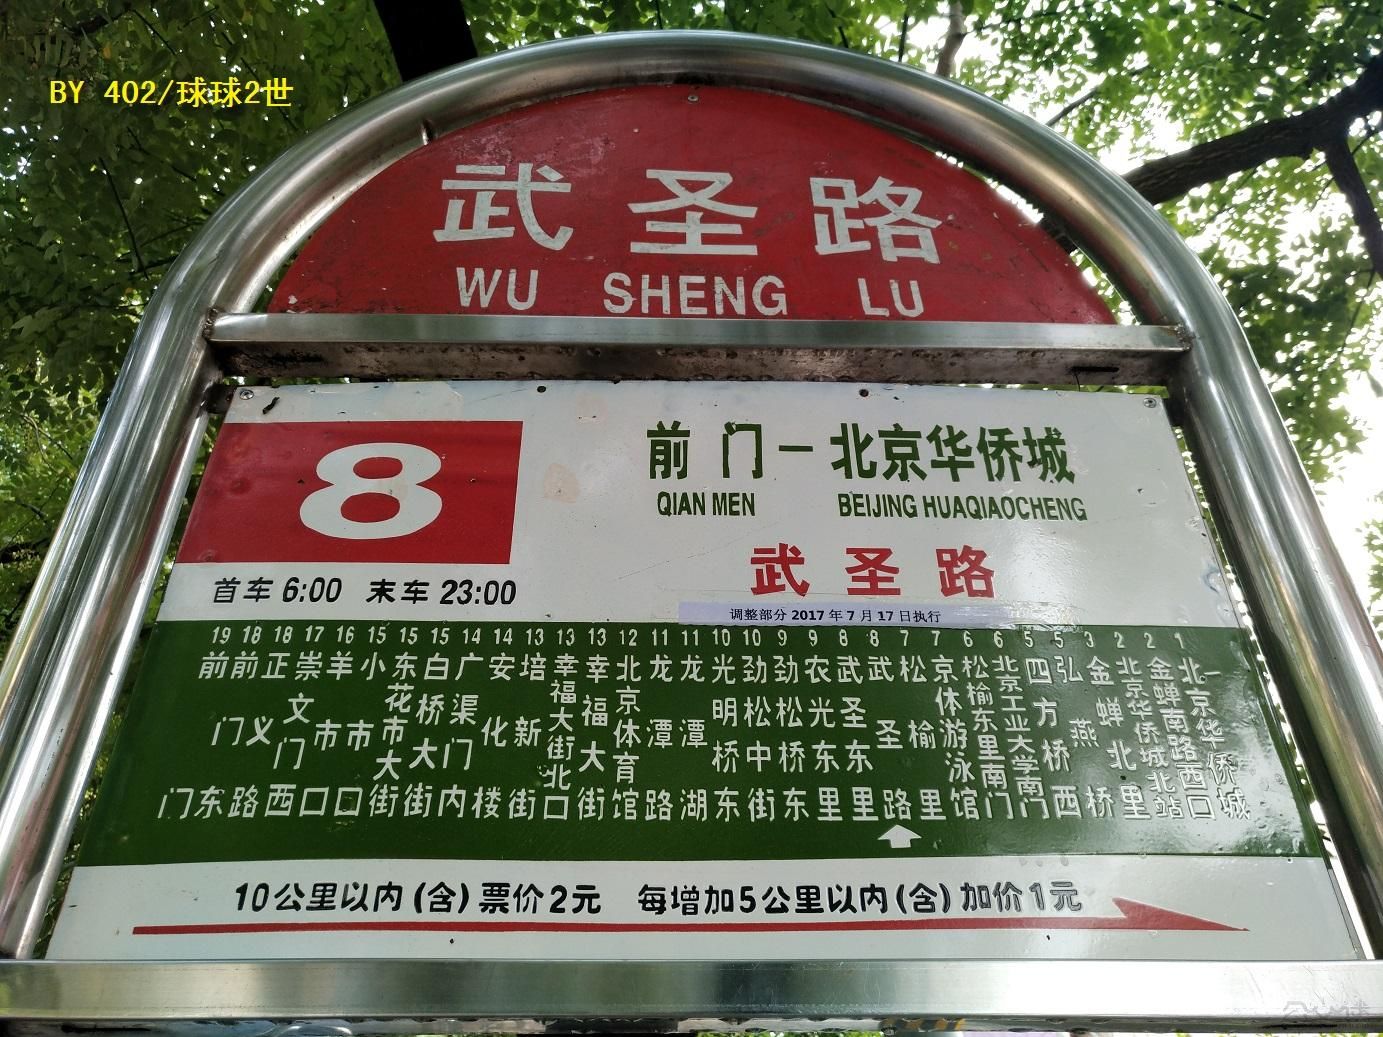 BY 402/球球2世
武圣路
WU SHENG LU
8
前门－北京华侨城
QIAN MEN BEIJING HUAQIAOCHENG
武圣路
首车 6:00 末车 23:00
调整部分 2017 年 7 月 17 日执行
19 18 18 17 16 15 15 15 14 14 13 13 13 12 11 11 10 10 9 9 8 8 7 7 6 6 5 5 3 2 2 1
前门
前门东
正义路
崇文门西
羊市口
小市口
东花市大街
白桥大街
广渠门内
安化楼
培新街
幸福大街北口
幸福大街
北京体育馆
龙潭路
龙潭湖
光明桥东
劲松中街
劲松桥东
农光东里
武圣东里
武圣路
松榆里
京体游泳馆
松榆东里南门
北京工业大学南门
四方桥西
弘燕桥
金蝉北里
北京华侨城北站
金蝉南路西口
北京华侨城
10公里以内(含)票价2元 每增加5公里以内(含)加价1元